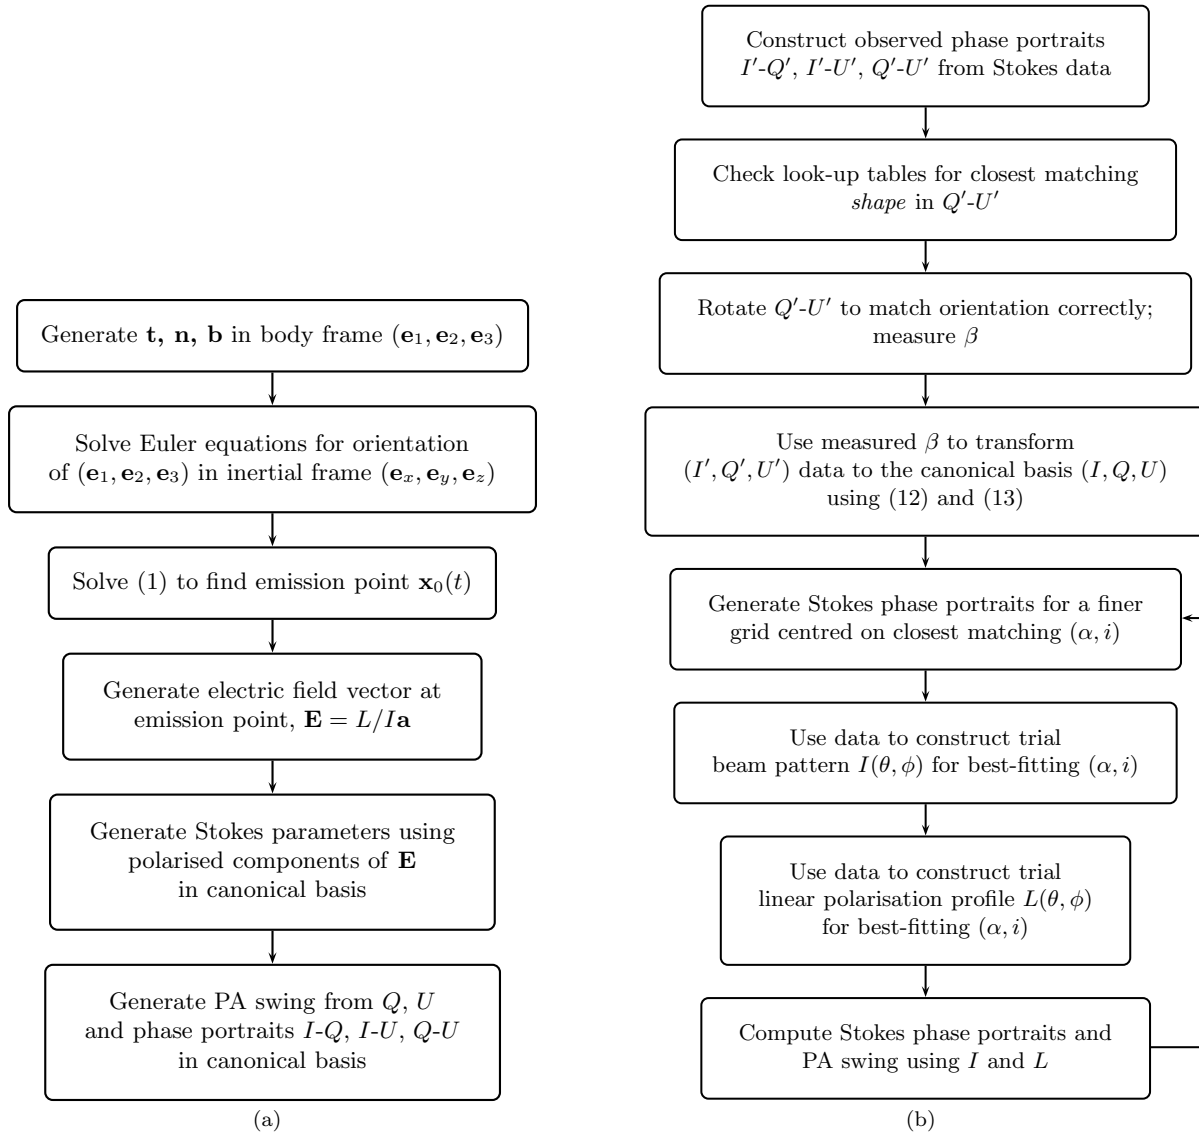 Generate t, n, b in body frame (e₁, e₂, e₃)
Solve Euler equations for orientation
of (e₁, e₂, e₃) in inertial frame (eₓ, e_y, e_z)
Solve (1) to find emission point x₀(t)
Generate electric field vector at
emission point, E = L/Ia
Generate Stokes parameters using
polarised components of E
in canonical basis
Generate PA swing from Q, U
and phase portraits I-Q, I-U, Q-U
in canonical basis
(a)
Construct observed phase portraits
I′-Q′, I′-U′, Q′-U′ from Stokes data
Check look-up tables for closest matching
shape in Q′-U′
Rotate Q′-U′ to match orientation correctly;
measure β
Use measured β to transform
(I′, Q′, U′) data to the canonical basis (I, Q, U)
using (12) and (13)
Generate Stokes phase portraits for a finer
grid centred on closest matching (α, i)
Use data to construct trial
beam pattern I(θ, ϕ) for best-fitting (α, i)
Use data to construct trial
linear polarisation profile L(θ, ϕ)
for best-fitting (α, i)
Compute Stokes phase portraits and
PA swing using I and L
(b)